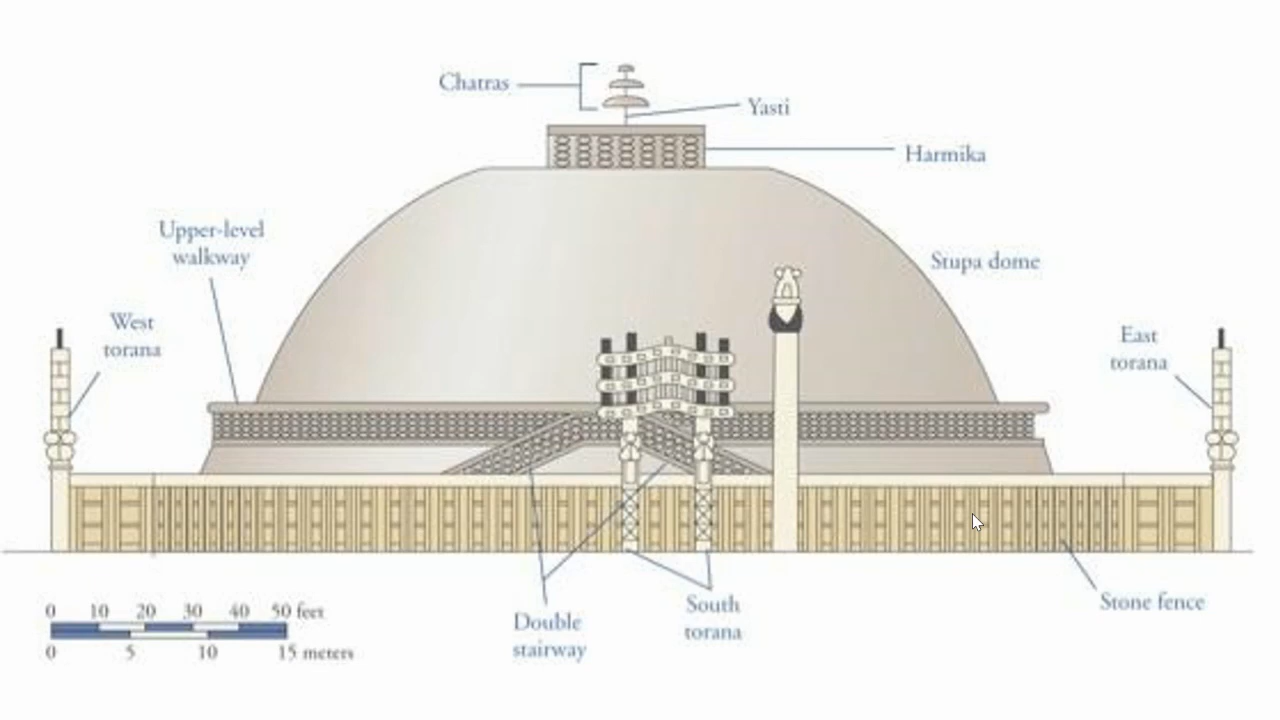 Chatras
Yasti
Harmika
Upper-level
walkway
Stupa dome
West
torana
East
torana
0 10 20 30 40 50 feet
0 5 10 15 meters
Double
stairway
South
torana
Stone fence